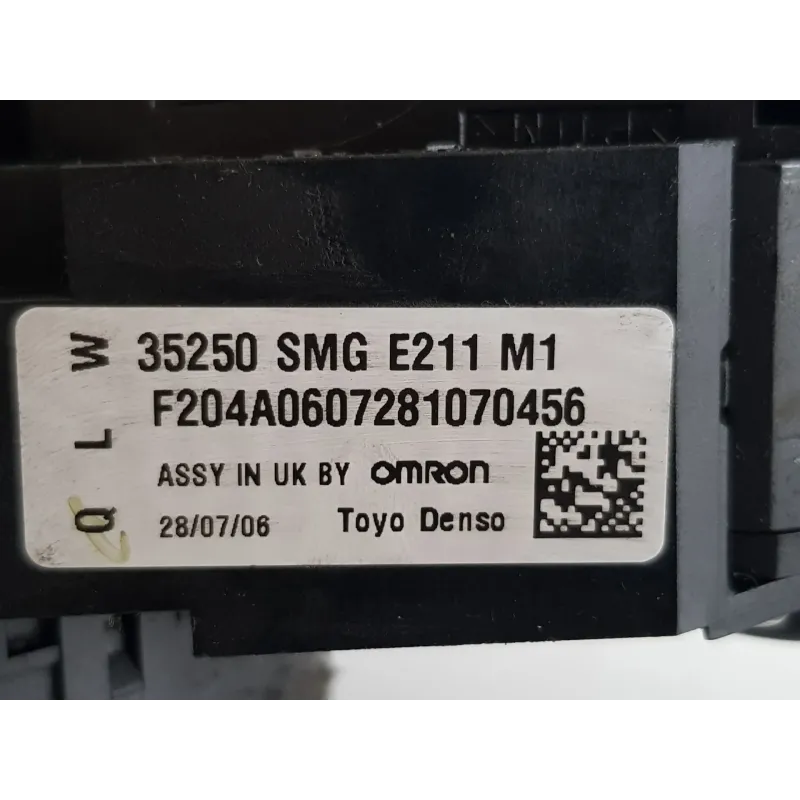 W 35250 SMG E211 M1
L F204A0607281070456
ASSY IN UK BY OMRON
Q 28/07/06 Toyo Denso